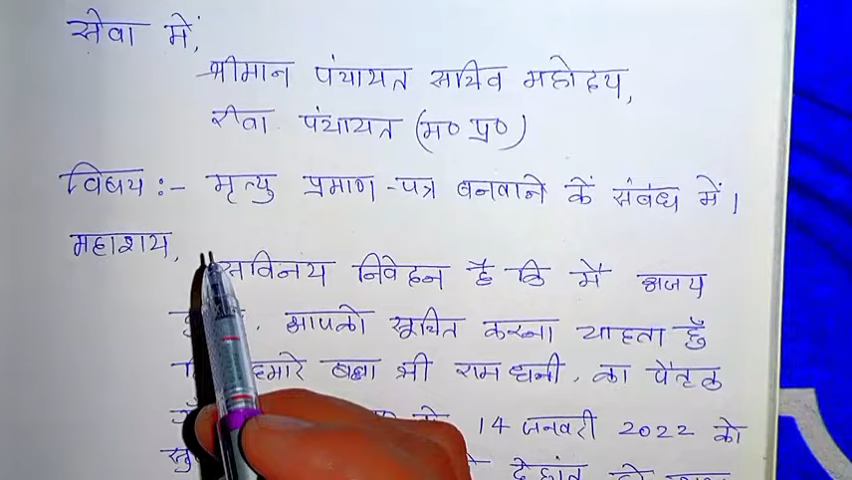 सेवा में,
श्रीमान पंचायत सचिव महोदय,
रीवा पंचायत (म० प्र०)
विषय :- मृत्यु प्रमाण-पत्र बनवाने कें संबंध में।
महाशय,
सविनय निवेदन है कि मै अजय
, आपको सूचित करना चाहता हुँ
हमारे बब्बा श्री रामधनी, का पैतृक
14 जनवरी 2022 को
देहांत हो